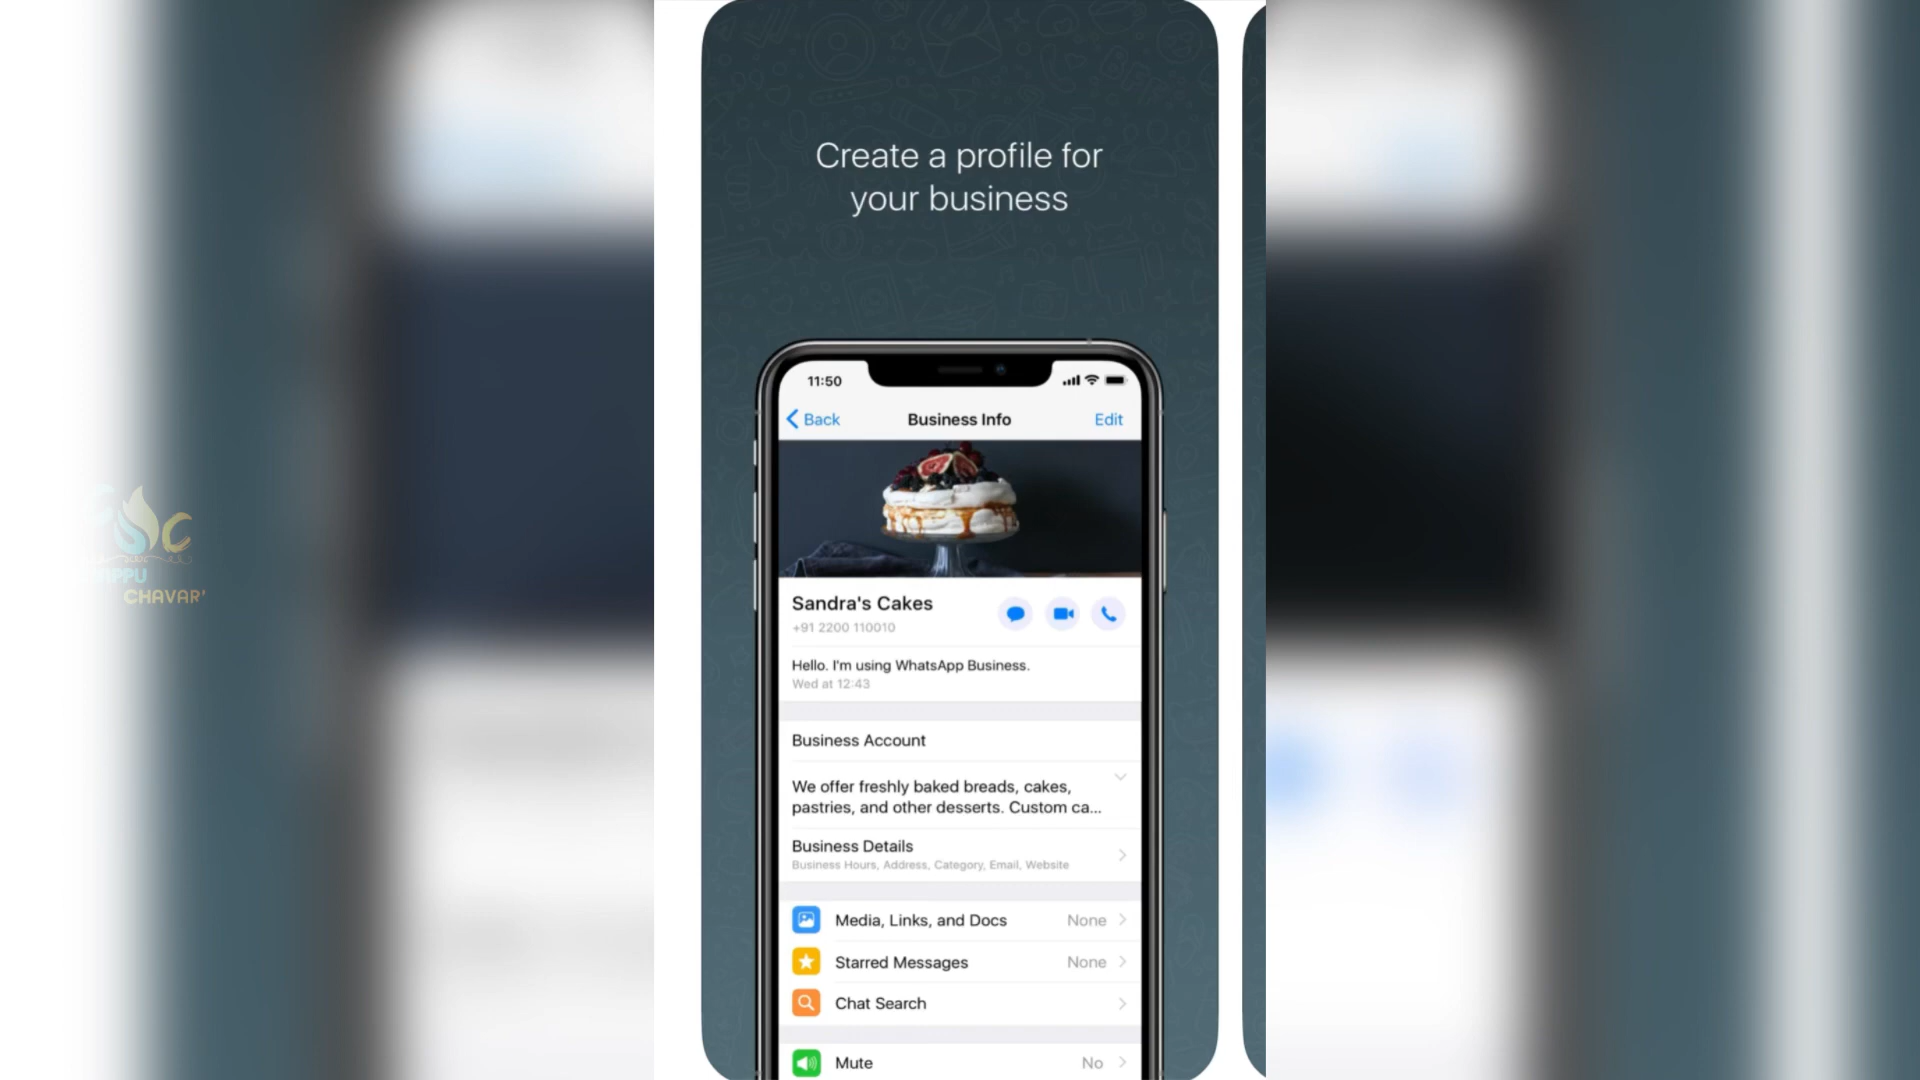 Create a profile for
your business
11:50
Back
Business Info
Edit
Sandra's Cakes
+91 2200 110010
Hello. I'm using WhatsApp Business.
Wed at 12:43
Business Account
We offer freshly baked breads, cakes,
pastries, and other desserts. Custom ca...
Business Details
Business Hours, Address, Category, Email, Website
Media, Links, and Docs
None
Starred Messages
None
Chat Search
Mute
No
CHAVAR'